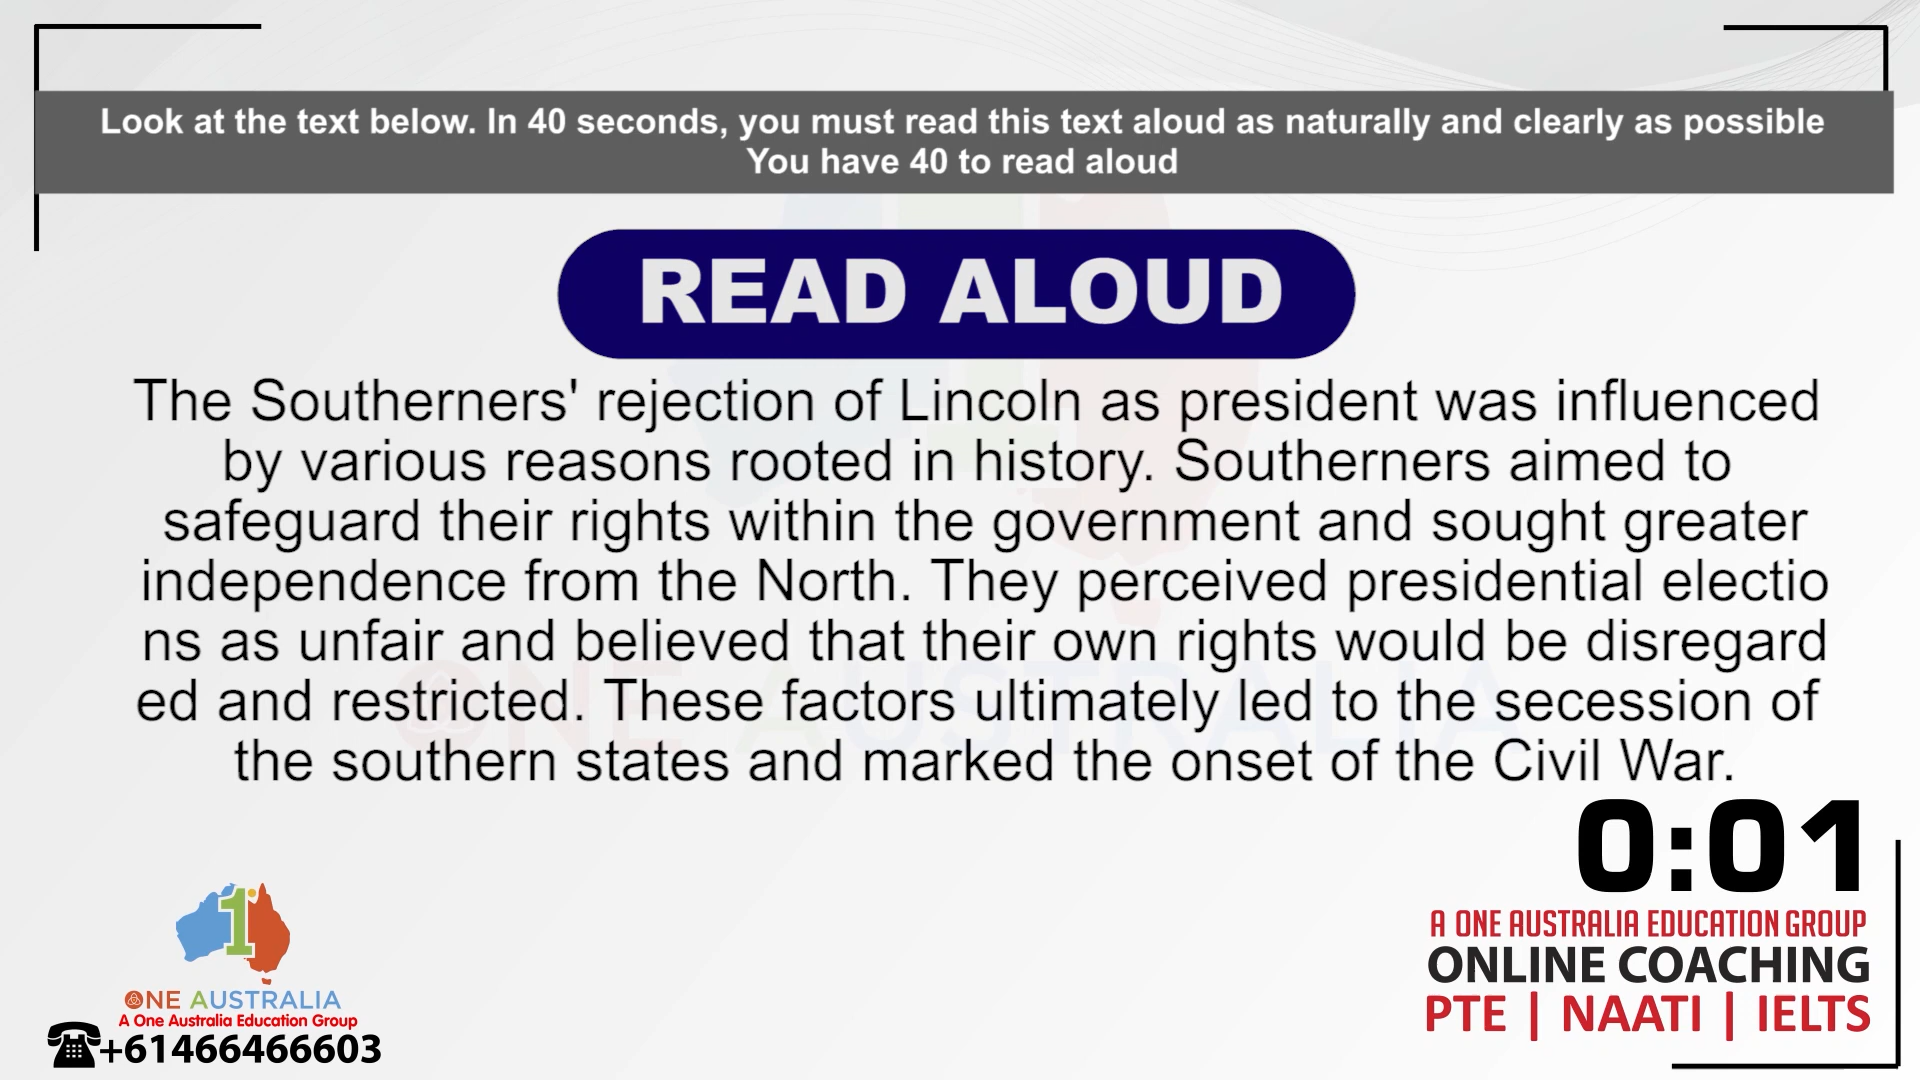 Look at the text below. In 40 seconds, you must read this text aloud as naturally and clearly as possible
You have 40 to read aloud
READ ALOUD
The Southerners' rejection of Lincoln as president was influenced
by various reasons rooted in history. Southerners aimed to
safeguard their rights within the government and sought greater
independence from the North. They perceived presidential electio
ns as unfair and believed that their own rights would be disregard
ed and restricted. These factors ultimately led to the secession of
the southern states and marked the onset of the Civil War.
0:01
A ONE AUSTRALIA EDUCATION GROUP
ONLINE COACHING
PTE | NAATI | IELTS
1
ONE AUSTRALIA
A One Australia Education Group
+61466466603
ONE AUSTRALIA